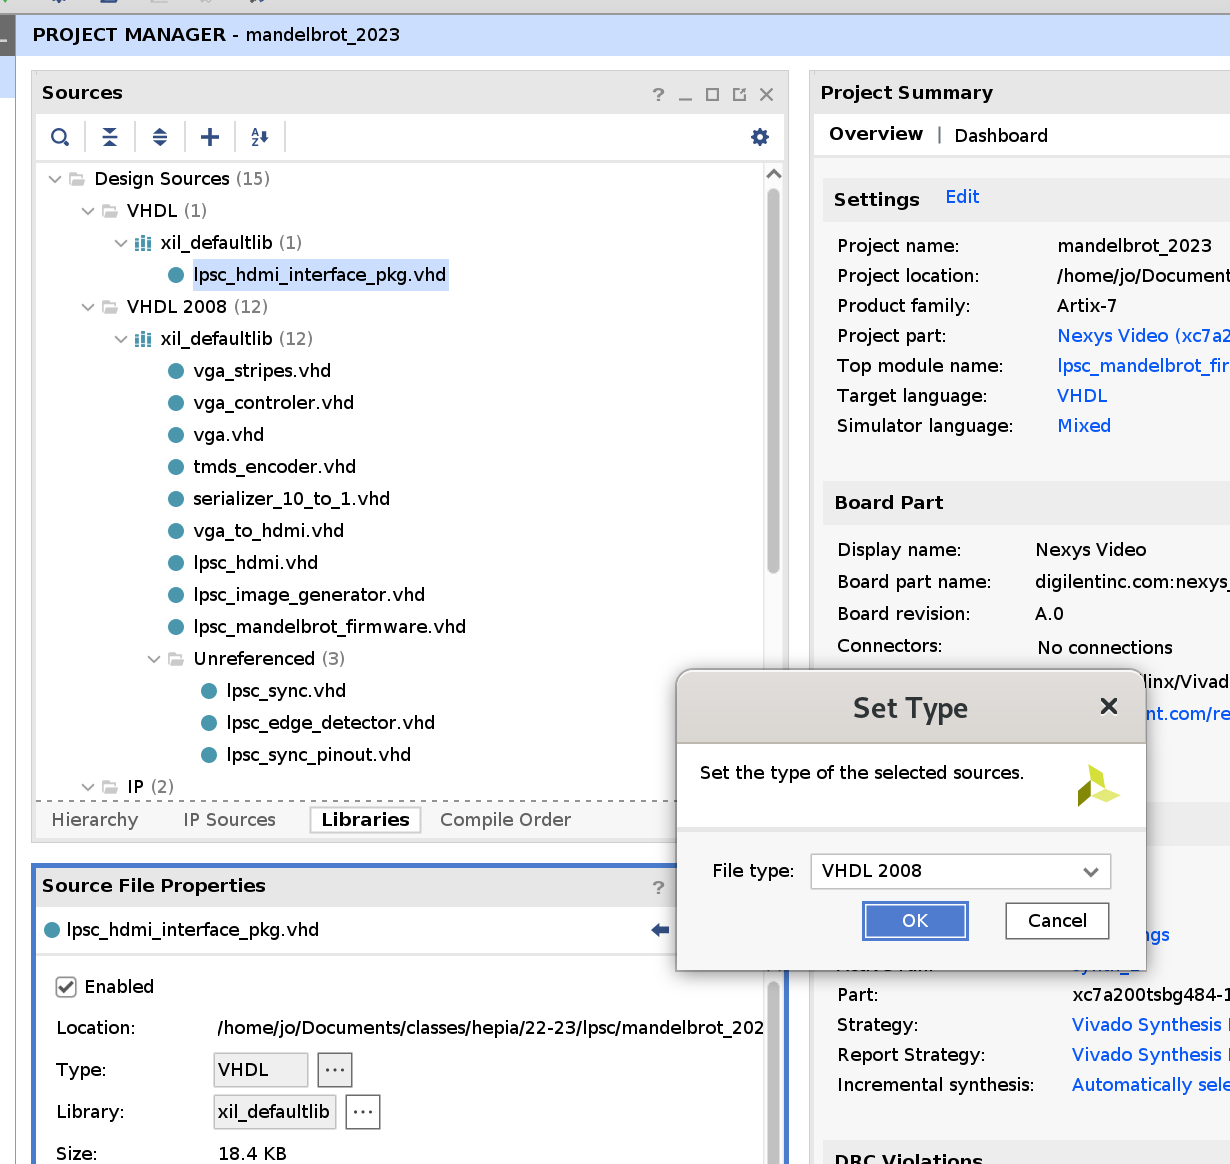 PROJECT MANAGER - mandelbrot_2023
Sources
?
Design Sources (15)
VHDL (1)
xil_defaultlib (1)
lpsc_hdmi_interface_pkg.vhd
VHDL 2008 (12)
xil_defaultlib (12)
vga_stripes.vhd
vga_controler.vhd
vga.vhd
tmds_encoder.vhd
serializer_10_to_1.vhd
vga_to_hdmi.vhd
lpsc_hdmi.vhd
lpsc_image_generator.vhd
lpsc_mandelbrot_firmware.vhd
Unreferenced (3)
lpsc_sync.vhd
lpsc_edge_detector.vhd
lpsc_sync_pinout.vhd
IP (2)
Hierarchy IP Sources Libraries Compile Order
Source File Properties
?
lpsc_hdmi_interface_pkg.vhd
Enabled
Location: /home/jo/Documents/classes/hepia/22-23/lpsc/mandelbrot_202
Type: VHDL ...
Library: xil_defaultlib ...
Size: 18.4 KB
Project Summary
Overview | Dashboard
Settings Edit
Project name: mandelbrot_2023
Project location: /home/jo/Document
Product family: Artix-7
Project part: Nexys Video (xc7a2
Top module name: lpsc_mandelbrot_fir
Target language: VHDL
Simulator language: Mixed
Board Part
Display name: Nexys Video
Board part name: digilentinc.com:nexys_
Board revision: A.0
Connectors: No connections
linx/Vivad
nt.com/re
Set Type
Set the type of the selected sources.
File type: VHDL 2008
OK Cancel
ngs
Part: xc7a200tsbg484-1
Strategy: Vivado Synthesis
Report Strategy: Vivado Synthesis
Incremental synthesis: Automatically sele
DRC Violations